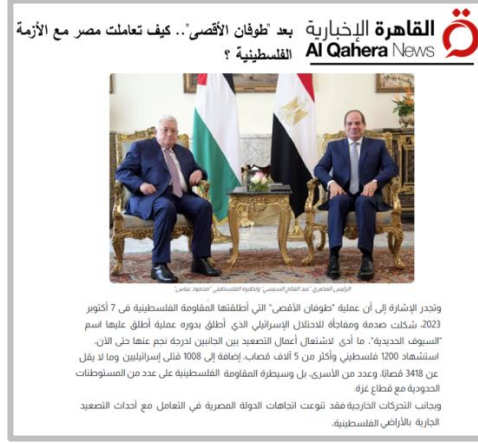 القاهرة الإخبارية
Al Qahera News
بعد "طوفان الأقصى".. كيف تعاملت مصر مع الأزمة
الفلسطينية ؟
الرئيس المصري "عبد الفتاح السيسي" ونظيره الفلسطيني "محمود عباس"
وتجدر الإشارة إلى أن عملية "طوفان الأقصى" التي أطلقتها المقاومة الفلسطينية في 7 أكتوبر
2023، شكلت صدمة ومفاجأة للاحتلال الإسرائيلي الذي أطلق بدوره عملية أطلق عليها اسم
"السيوف الحديدية"، ما أدى لاشتعال أعمال التصعيد بين الجانبين لدرجة نجم عنها حتى الآن،
استشهاد 1200 فلسطيني وأكثر من 5 آلاف مُصاب، إضافة إلى 1008 قتلى إسرائيليين وما لا يقل
عن 3418 مُصابًا، وعدد من الأسرى، بل وسيطرة المقاومة الفلسطينية على عدد من المستوطنات
الحدودية مع قطاع غزة.
وبجانب التحركات الخارجية فقد تنوعت اتجاهات الدولة المصرية في التعامل مع أحداث التصعيد
الجارية بالأراضي الفلسطينية.